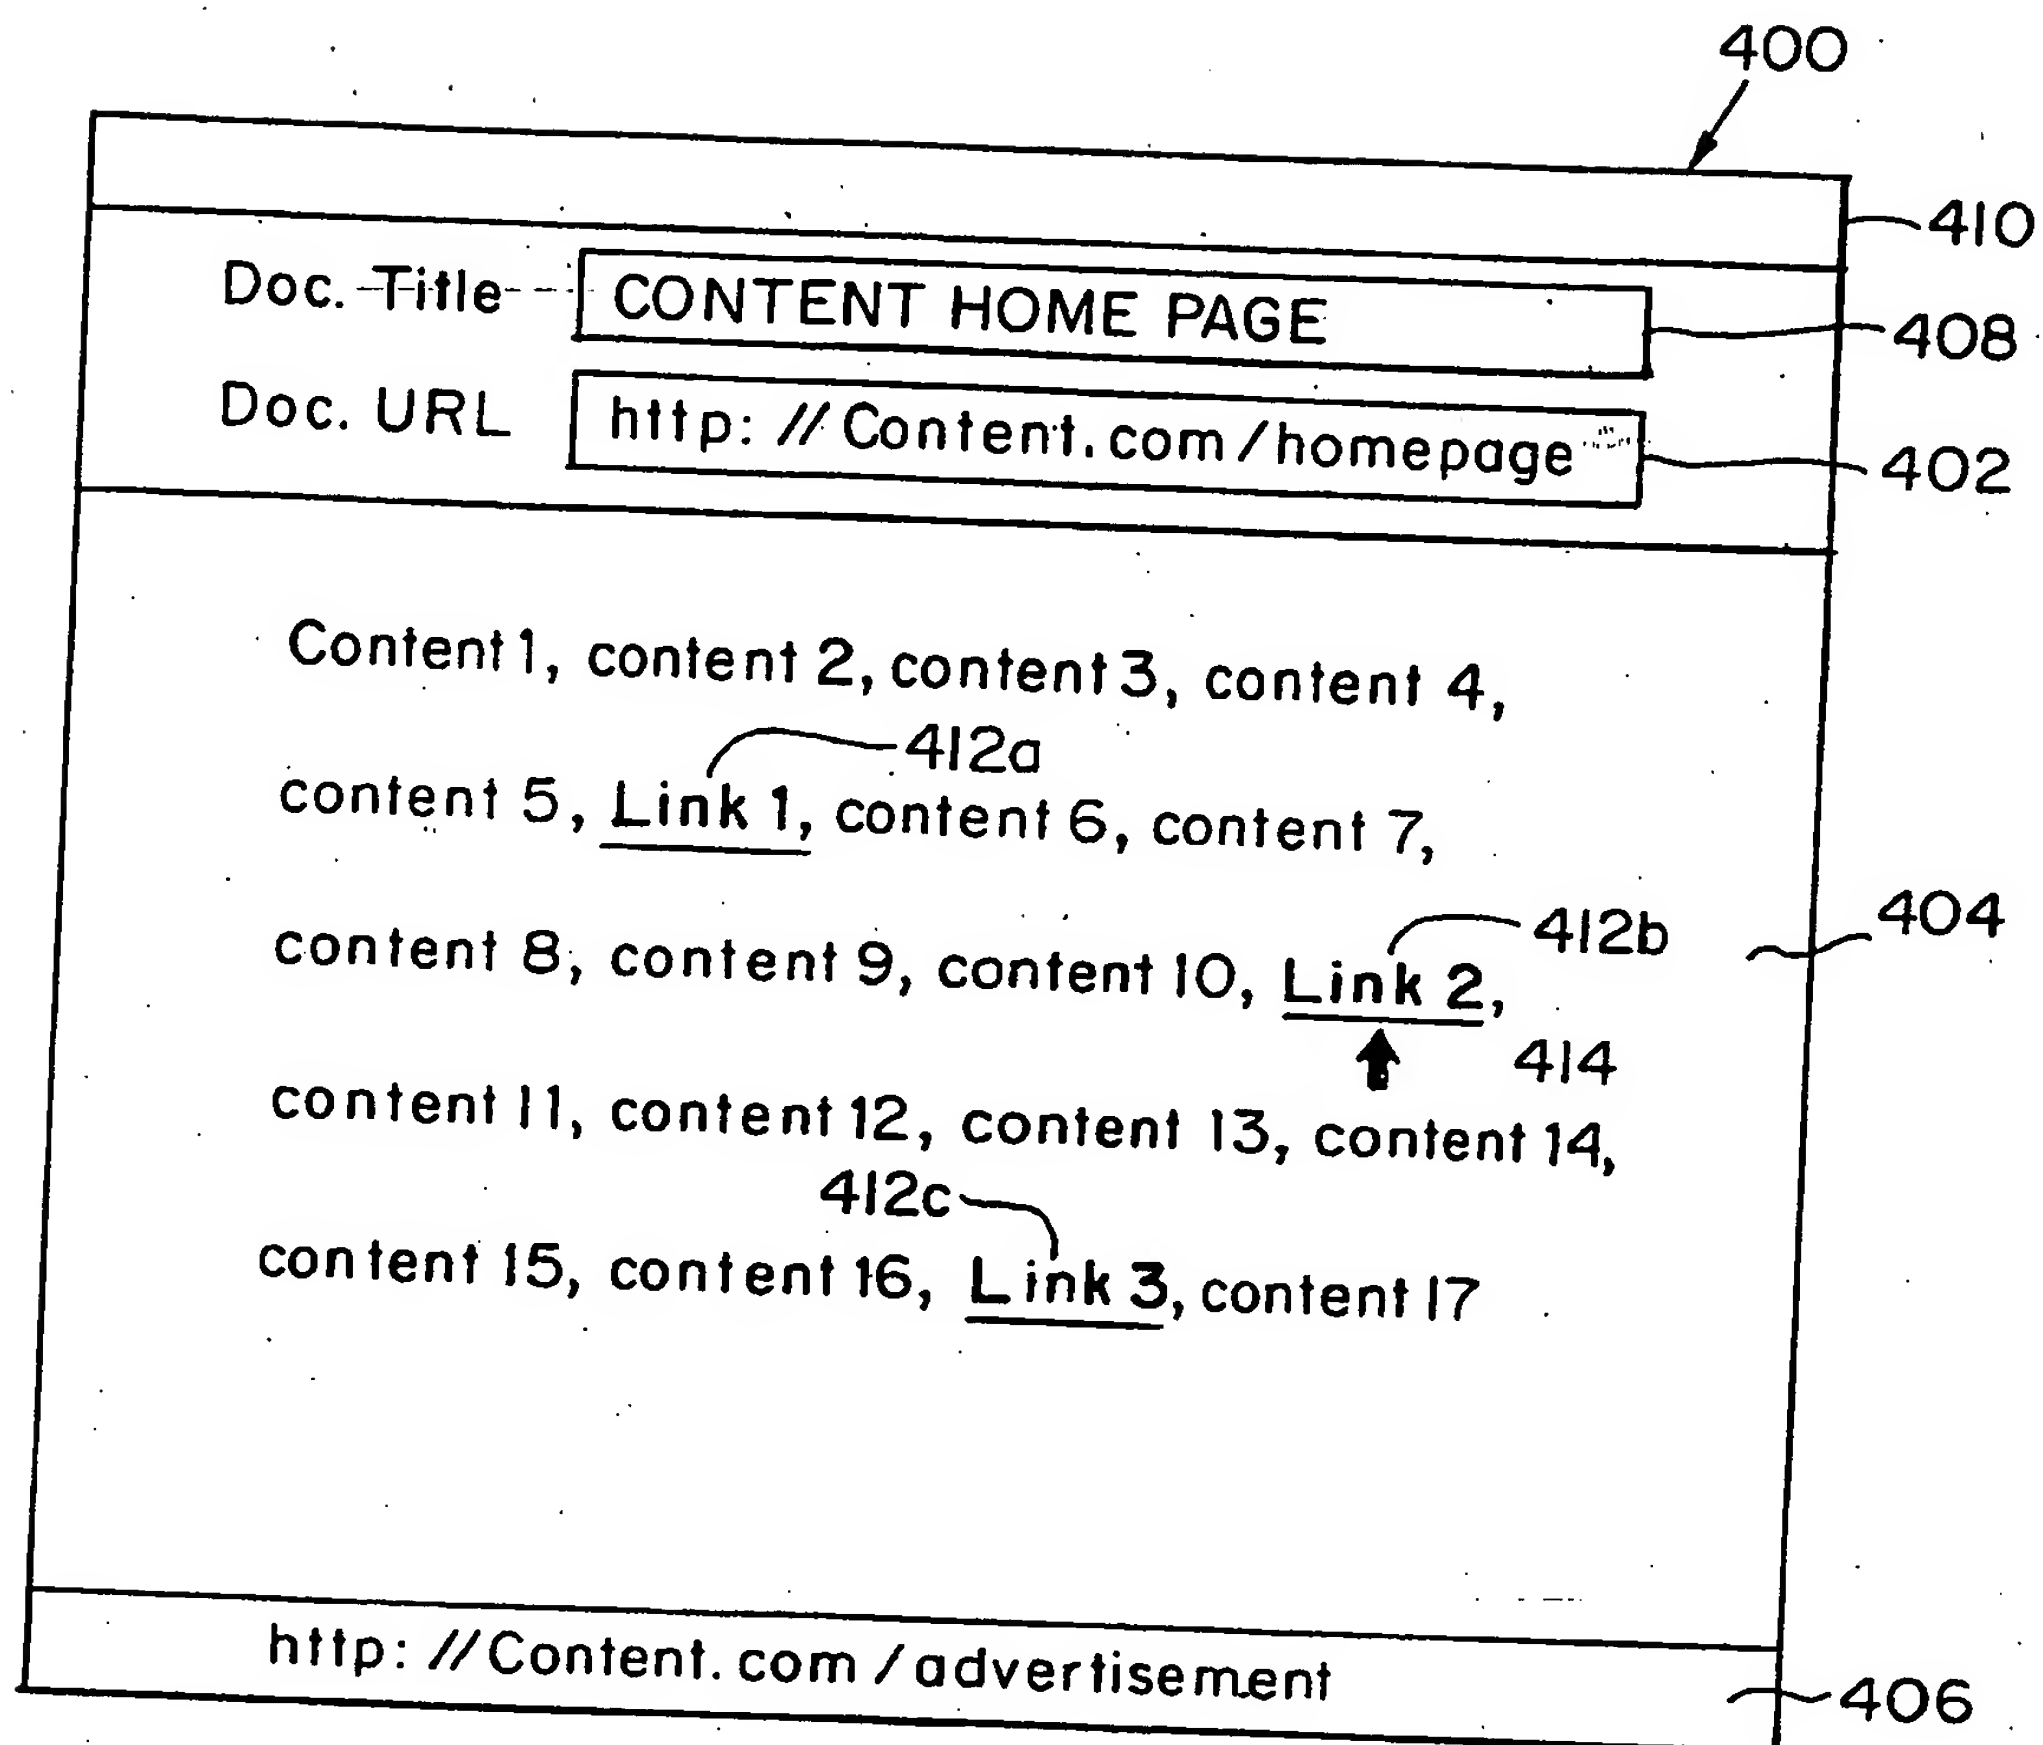 400
410
Doc. Title CONTENT HOME PAGE
408
Doc. URL http: //Content.com/homepage
402
Content 1, content 2, content 3, content 4,
412a
content 5, Link 1, content 6, content 7,
412b
404
content 8, content 9, content 10, Link 2,
414
content 11, content 12, content 13, content 14,
412c
content 15, content 16, Link 3, content 17
http: //Content.com/advertisement
406